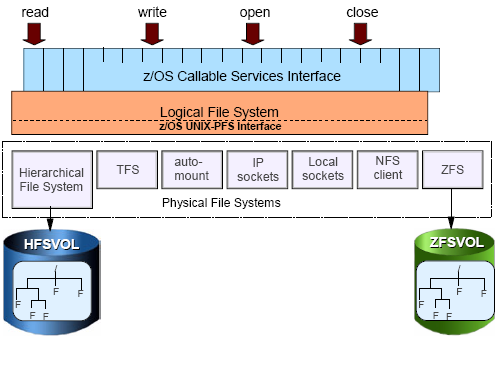 read write open close
z/OS Callable Services Interface
Logical File System
z/OS UNIX-PFS Interface
Hierarchical
File System
TFS
auto-
mount
IP
sockets
Local
sockets
NFS
client
ZFS
Physical File Systems
HFSVOL
/
F
F
F
F F
ZFSVOL
/
F
F
F
F F